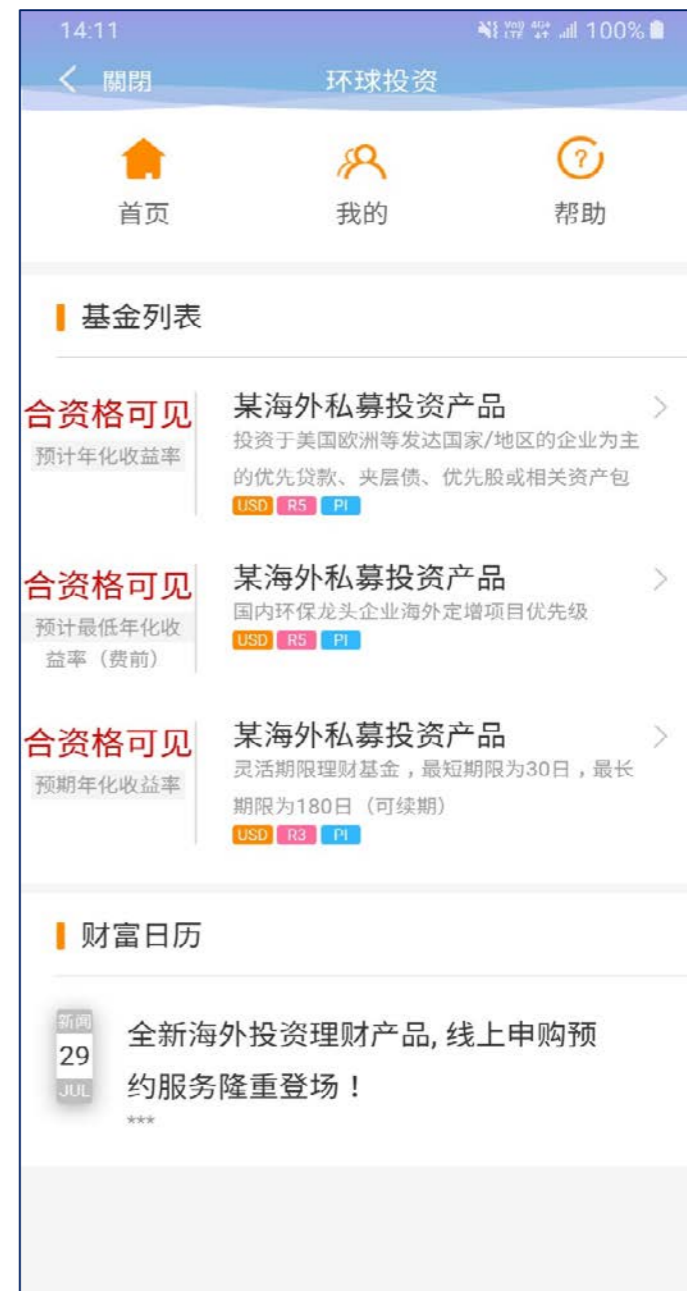 14:11
VoD LTE 4G+ 100%
關閉 环球投资
首页 我的 帮助
基金列表
合资格可见
预计年化收益率
某海外私募投资产品
投资于美国欧洲等发达国家/地区的企业为主
的优先贷款、夹层债、优先股或相关资产包
USD R5 PI
合资格可见
预计最低年化收
益率（费前）
某海外私募投资产品
国内环保龙头企业海外定增项目优先级
USD R5 PI
合资格可见
预期年化收益率
某海外私募投资产品
灵活期限理财基金，最短期限为30日，最长
期限为180日（可续期）
USD R3 PI
财富日历
新闻
29
JUL
全新海外投资理财产品, 线上申购预
约服务隆重登场！
***